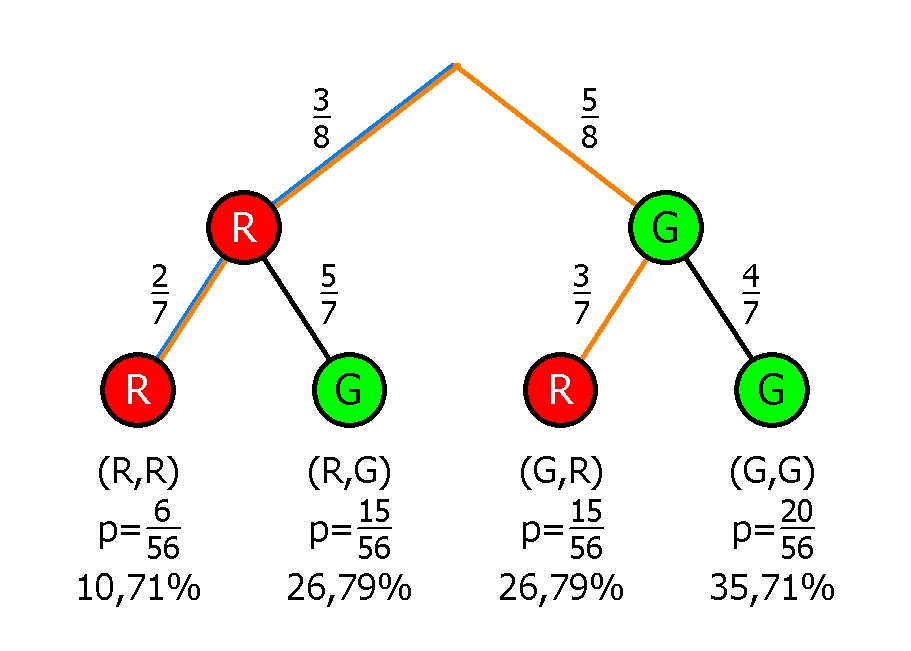 3/8 5/8
R G
2/7 5/7 3/7 4/7
R G R G
(R,R) (R,G) (G,R) (G,G)
p=6/56 p=15/56 p=15/56 p=20/56
10,71% 26,79% 26,79% 35,71%